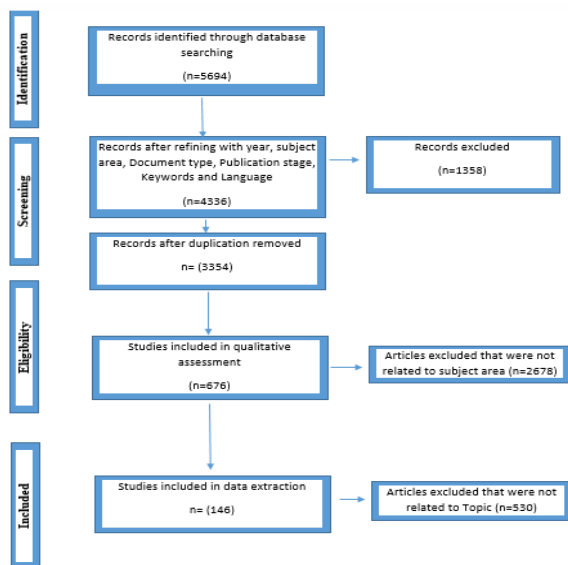 Identification
Records identified through database
searching
(n=5694)
Screening
Records after refining with year, subject
area, Document type, Publication stage,
Keywords and Language
(n=4336)
Records excluded
(n=1358)
Records after duplication removed
n= (3354)
Eligibility
Studies included in qualitative
assessment
(n=676)
Articles excluded that were not
related to subject area (n=2678)
Included
Studies included in data extraction
n= (146)
Articles excluded that were not
related to Topic (n=530)